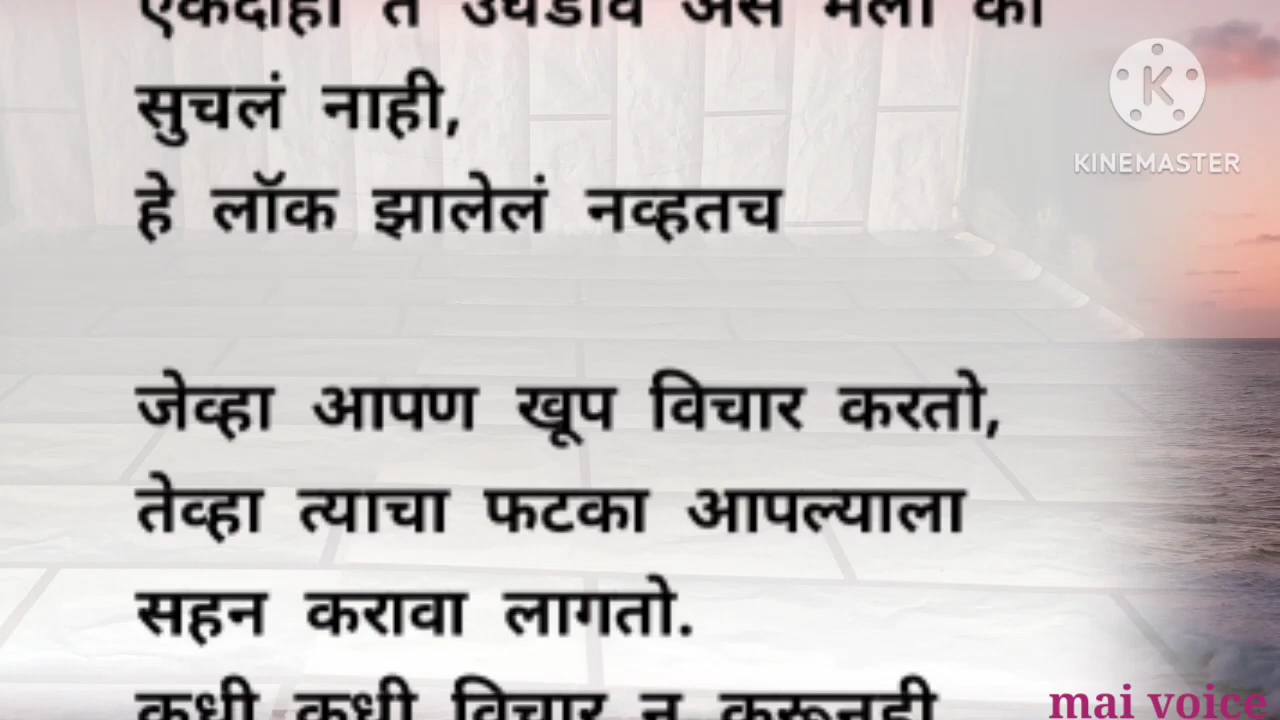 एकदाही ते उघडावं असं मला का
सुचलं नाही,
हे लॉक झालेलं नव्हतच
जेव्हा आपण खूप विचार करतो,
तेव्हा त्याचा फटका आपल्याला
सहन करावा लागतो.
कधी कधी विचार न करूनही
KINEMASTER
mai voice